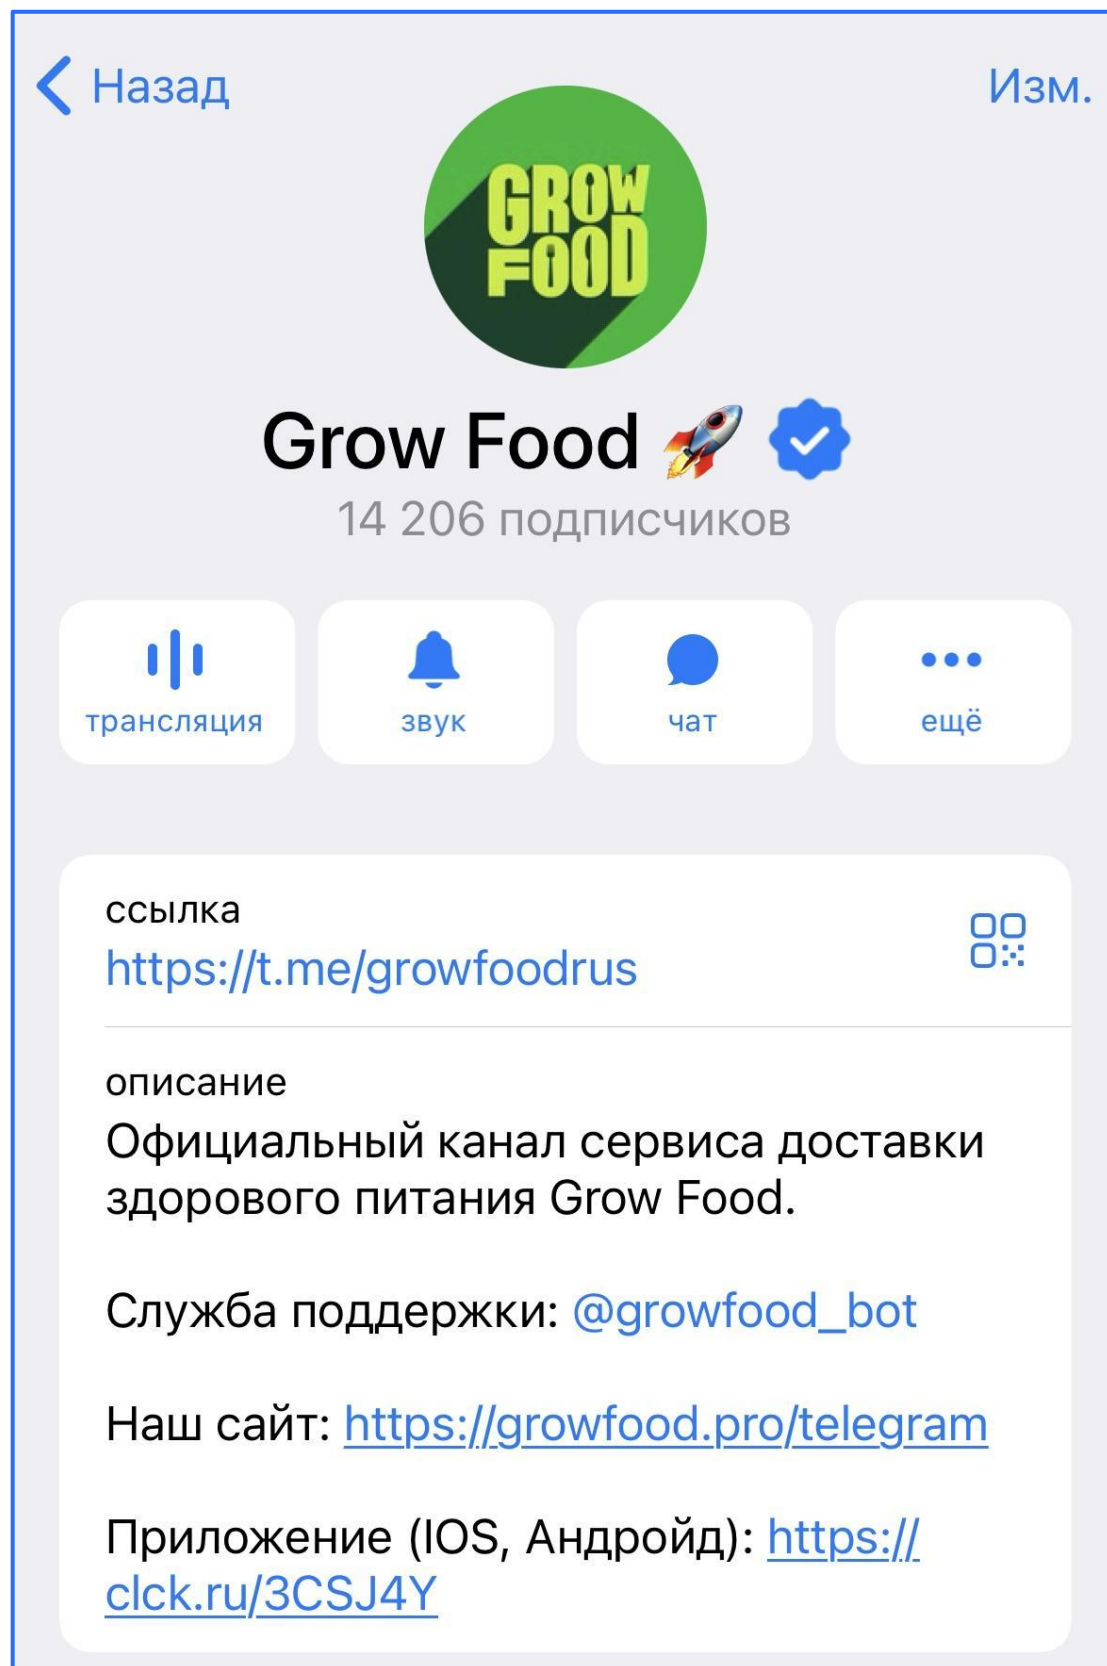 Назад
Изм.
GROW
FOOD
Grow Food 🚀
14 206 подписчиков
трансляция
звук
чат
ещё
ссылка
https://t.me/growfoodrus
описание
Официальный канал сервиса доставки
здорового питания Grow Food.
Служба поддержки: @growfood_bot
Наш сайт: https://growfood.pro/telegram
Приложение (IOS, Андройд): https://
clck.ru/3CSJ4Y